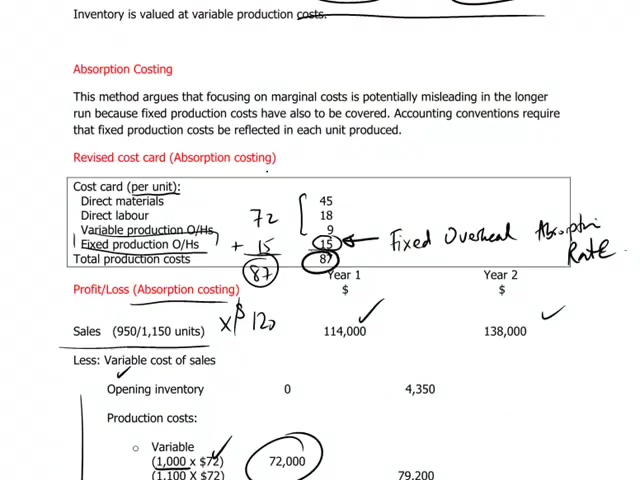 Inventory is valued at variable production costs.
Absorption Costing
This method argues that focusing on marginal costs is potentially misleading in the longer
run because fixed production costs have also to be covered. Accounting conventions require
that fixed production costs be reflected in each unit produced.
Revised cost card (Absorption costing)
Cost card (per unit):
Direct materials 45
Direct labour 72 18
Variable production O/Hs 9
Fixed production O/Hs + 15 15 Fixed Overhead Absorption
Total production costs 87 87 Rate
Profit/Loss (Absorption costing) Year 1 Year 2
$ $
Sales (950/1,150 units) x $ 120 114,000 138,000
Less: Variable cost of sales
Opening inventory 0 4,350
Production costs:
o Variable
(1,000 x $72) 72,000
(1,100 X $72) 79,200